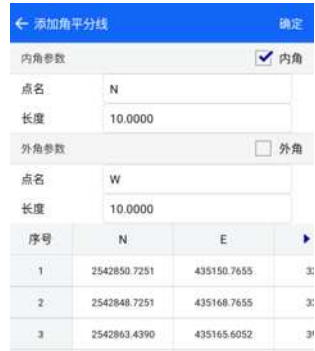 ← 添加角平分线 确定
内角参数 内角
点名 N
长度 10.0000
外角参数 外角
点名 W
长度 10.0000
序号 N E
1 2542850.7251 435150.7655
2 2542848.7251 435168.7655
3 2542863.4390 435165.6052